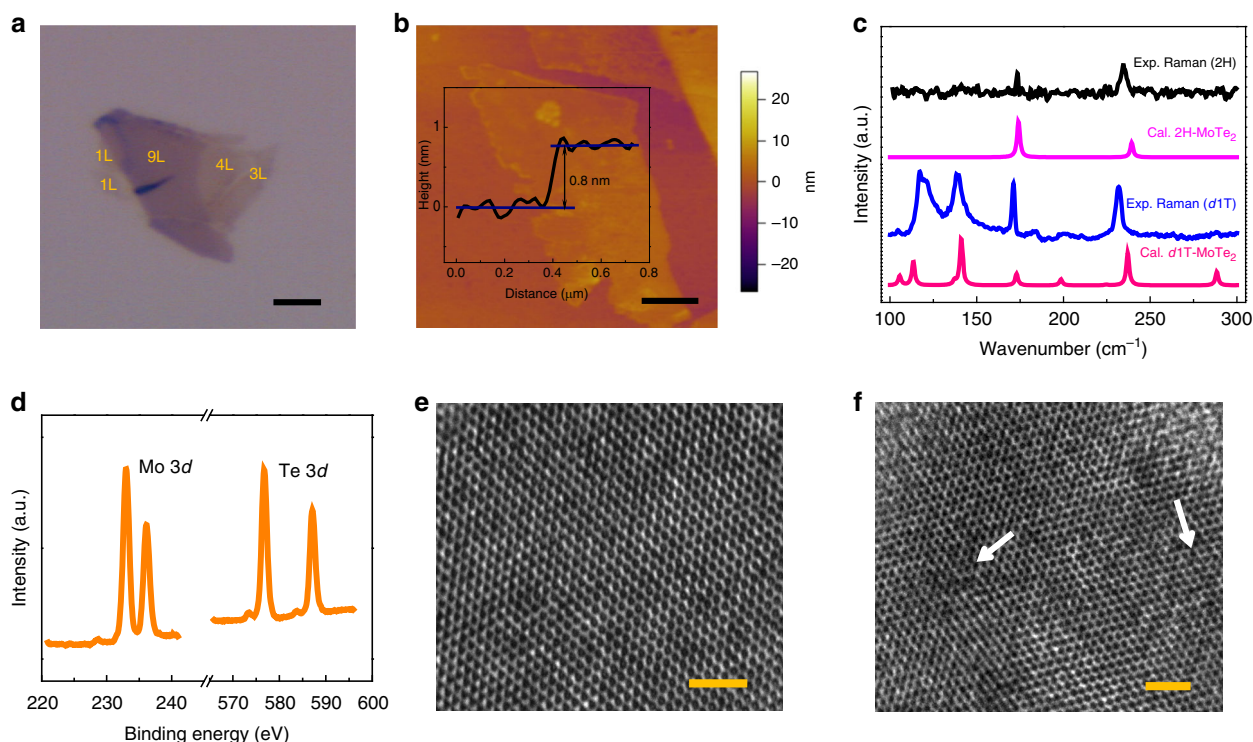 a
1L
9L
4L
3L
1L
b
Height (nm)
1
0
0.8 nm
0.0
0.2
0.4
0.6
0.8
Distance (μm)
20
10
0
−10
−20
nm
c
Exp. Raman (2H)
Cal. 2H-MoTe2
Exp. Raman (d1T)
Cal. d1T-MoTe2
Intensity (a.u.)
100
150
200
250
300
Wavenumber (cm−1)
d
Mo 3d
Te 3d
Intensity (a.u.)
220
230
240
570
580
590
600
Binding energy (eV)
e
f